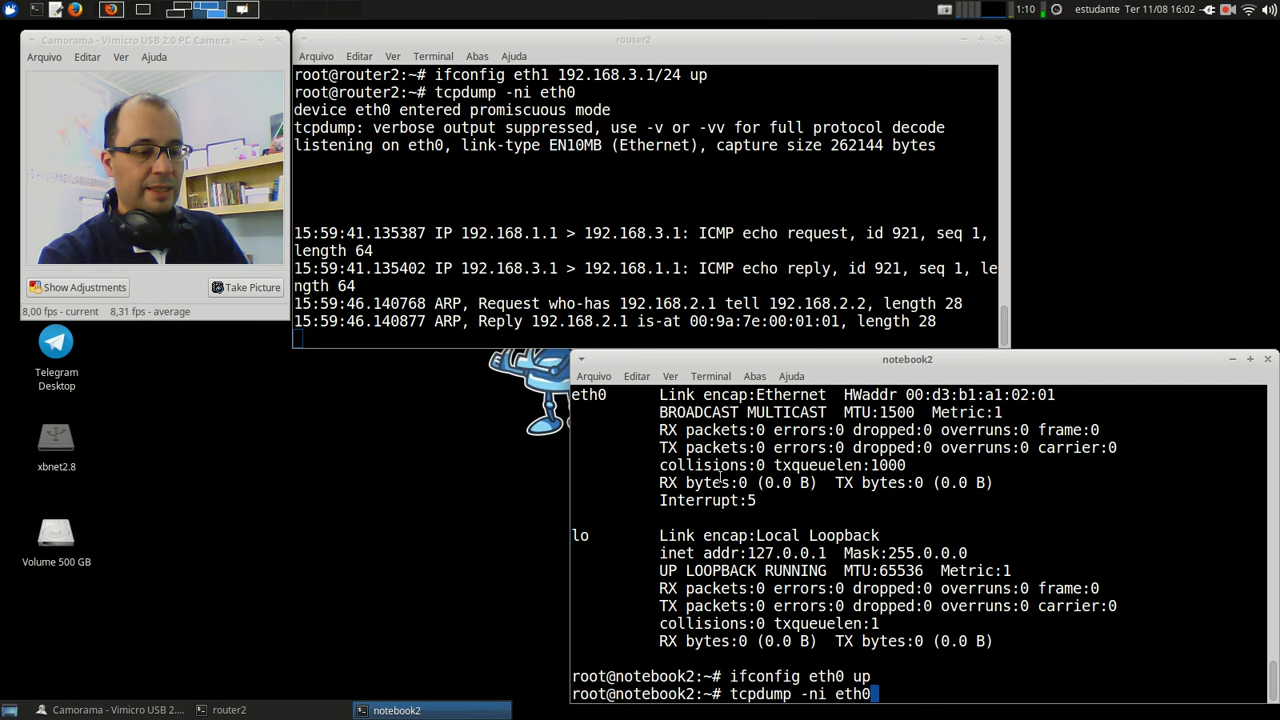 1:10 estudante Ter 11/08 16:02
Camorama - Vimicro USB 2.0 PC Camera
Arquivo Editar Ver Ajuda
Show Adjustments Take Picture
8,00 fps - current 8,31 fps - average
Telegram
Desktop
xbnet2.8
Volume 500 GB
router2
Arquivo Editar Ver Terminal Abas Ajuda
root@router2:~# ifconfig eth1 192.168.3.1/24 up
root@router2:~# tcpdump -ni eth0
device eth0 entered promiscuous mode
tcpdump: verbose output suppressed, use -v or -vv for full protocol decode
listening on eth0, link-type EN10MB (Ethernet), capture size 262144 bytes
15:59:41.135387 IP 192.168.1.1 > 192.168.3.1: ICMP echo request, id 921, seq 1,
length 64
15:59:41.135402 IP 192.168.3.1 > 192.168.1.1: ICMP echo reply, id 921, seq 1, le
ngth 64
15:59:46.140768 ARP, Request who-has 192.168.2.1 tell 192.168.2.2, length 28
15:59:46.140877 ARP, Reply 192.168.2.1 is-at 00:9a:7e:00:01:01, length 28
notebook2
Arquivo Editar Ver Terminal Abas Ajuda
eth0 Link encap:Ethernet HWaddr 00:d3:b1:a1:02:01
BROADCAST MULTICAST MTU:1500 Metric:1
RX packets:0 errors:0 dropped:0 overruns:0 frame:0
TX packets:0 errors:0 dropped:0 overruns:0 carrier:0
collisions:0 txqueuelen:1000
RX bytes:0 (0.0 B) TX bytes:0 (0.0 B)
Interrupt:5
lo Link encap:Local Loopback
inet addr:127.0.0.1 Mask:255.0.0.0
UP LOOPBACK RUNNING MTU:65536 Metric:1
RX packets:0 errors:0 dropped:0 overruns:0 frame:0
TX packets:0 errors:0 dropped:0 overruns:0 carrier:0
collisions:0 txqueuelen:1
RX bytes:0 (0.0 B) TX bytes:0 (0.0 B)
root@notebook2:~# ifconfig eth0 up
root@notebook2:~# tcpdump -ni eth0
Camorama - Vimicro USB 2.... router2 notebook2